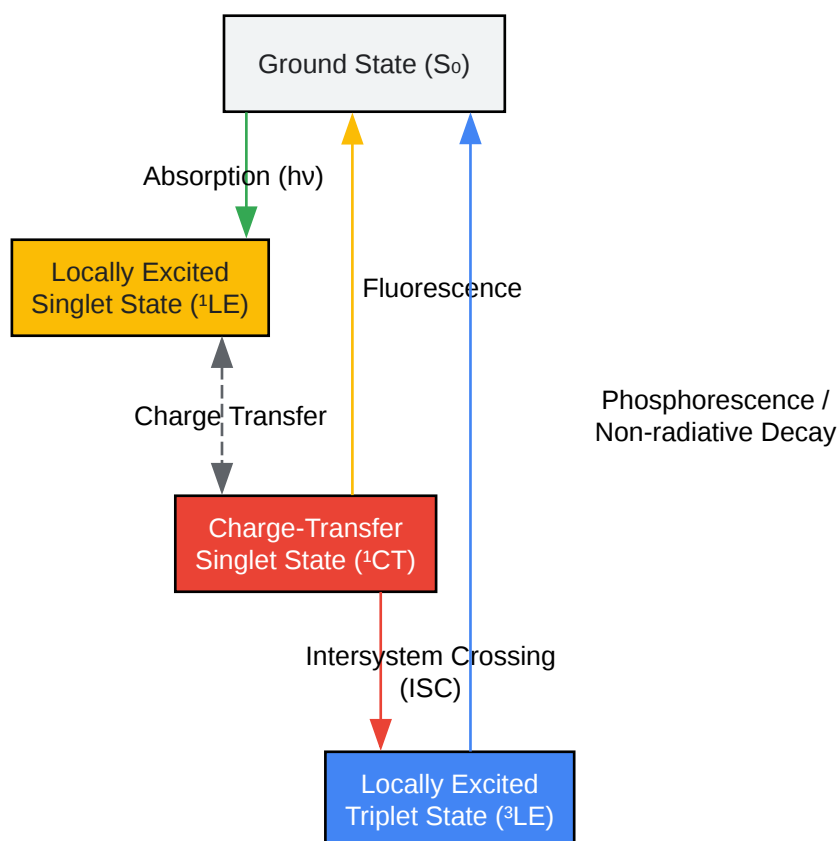 Ground State (S₀)
Absorption (hν)
Locally Excited
Singlet State (¹LE)
Fluorescence
Charge Transfer
Phosphorescence /
Non-radiative Decay
Charge-Transfer
Singlet State (¹CT)
Intersystem Crossing
(ISC)
Locally Excited
Triplet State (³LE)